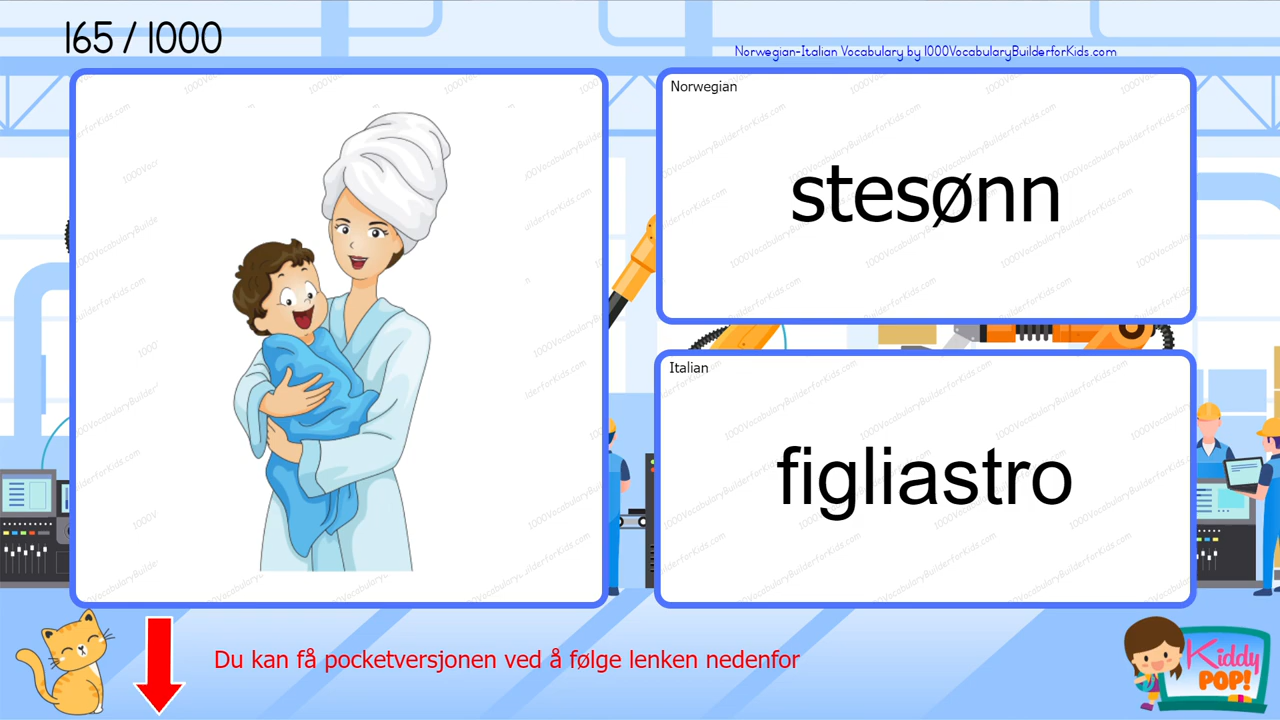 165 / 1000
Norwegian-Italian Vocabulary by 1000VocabularyBuilderforKids.com
Norwegian
stesønn
Italian
figliastro
Du kan få pocketversjonen ved å følge lenken nedenfor
Kiddy
POP!